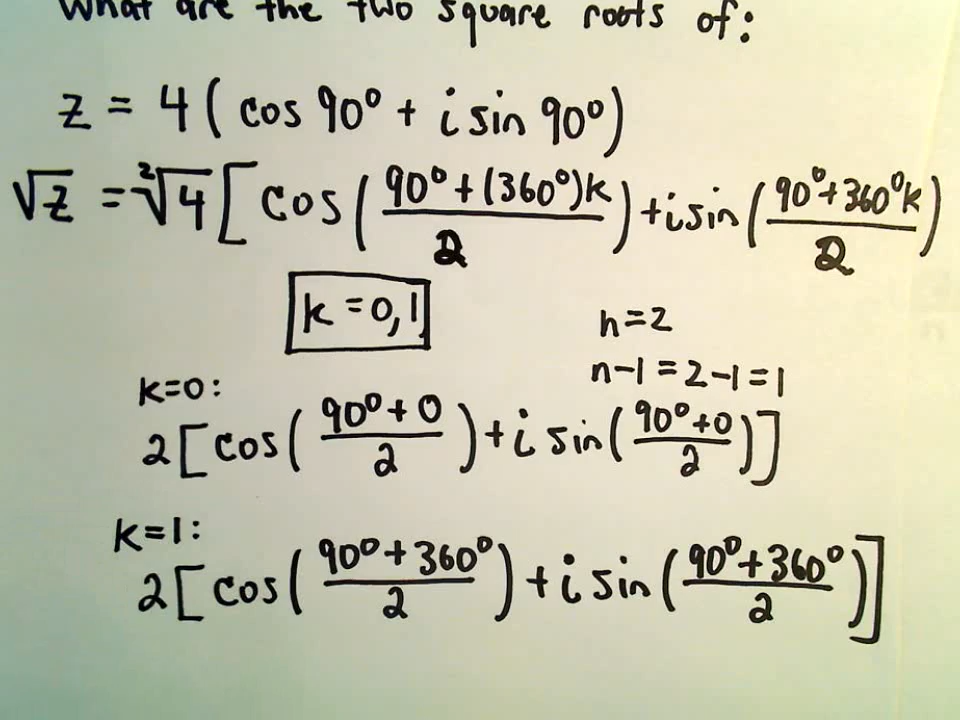 What are the two square roots of:
z = 4 ( cos 90° + i sin 90°)
√z = ²√4 [ cos ( (90° + (360°)k)/2 ) + i sin ( (90° + 360°k)/2 )
k = 0, 1
n = 2
n - 1 = 2 - 1 = 1
k = 0:
2 [ cos ( (90° + 0)/2 ) + i sin ( (90° + 0)/2 ) ]
k = 1:
2 [ cos ( (90° + 360°)/2 ) + i sin ( (90° + 360°)/2 ) ]